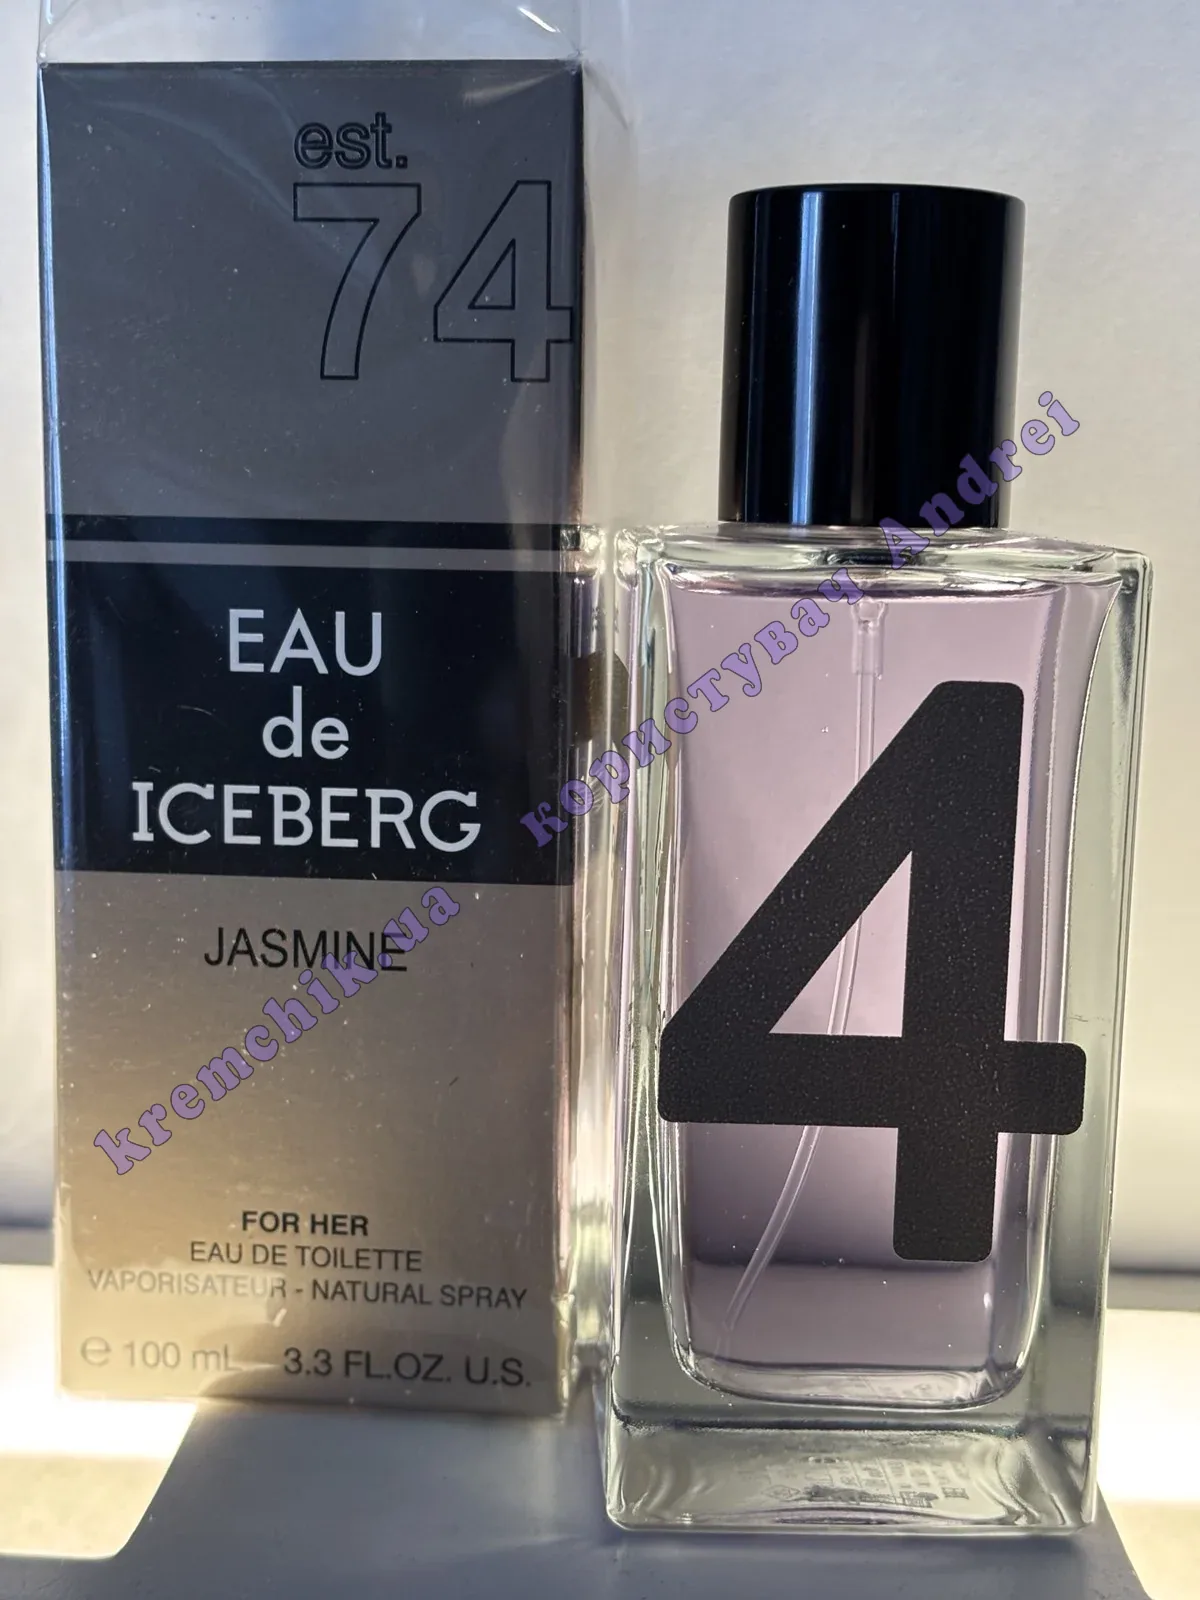 est.
74
EAU
de
ICEBERG
JASMINE
FOR HER
EAU DE TOILETTE
VAPORISATEUR - NATURAL SPRAY
e 100 mL 3.3 FL.OZ. U.S.
4
kremchik.ua користувач Andrei